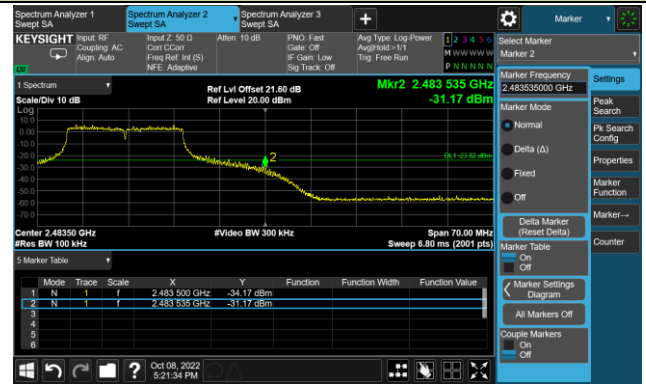 Spectrum Analyzer 1
Swept SA
Spectrum Analyzer 2
Swept SA
Spectrum Analyzer 3
Swept SA
+
Marker
KEYSIGHT
Input: RF
Coupling: AC
Align: Auto
Input Z: 50 Ω
Corr CCorr
Freq Ref: Int (S)
NFE: Adaptive
Atten: 10 dB
PNO: Fast
Gate: Off
IF Gain: Low
Sig Track: Off
Avg Type: Log-Power
Avg|Hold:>1/1
Trig: Free Run
1 2 3 4 5 6
M W W W W W
P N N N N N
Select Marker
Marker 2
1 Spectrum
Scale/Div 10 dB
Log
Ref Lvl Offset 21.60 dB
Ref Level 20.00 dBm
Mkr2 2.483 535 GHz
-31.17 dBm
10.0
0.00
-10.0
-20.0
-30.0
-40.0
-50.0
-60.0
-70.0
2
DL1 -23.62 dBm
Center 2.48350 GHz
#Res BW 100 kHz
#Video BW 300 kHz
Span 70.00 MHz
Sweep 6.80 ms (2001 pts)
5 Marker Table
Mode Trace Scale X Y Function Function Width Function Value
1 N 1 f 2.483 500 GHz -34.17 dBm
2 N 1 f 2.483 535 GHz -31.17 dBm
3
4
5
6
Marker Frequency
2.483535000 GHz
Marker Mode
Normal
Delta (Δ)
Fixed
Off
Delta Marker
(Reset Delta)
Marker Table
On
Off
Marker Settings
Diagram
All Markers Off
Couple Markers
On
Off
Settings
Peak
Search
Pk Search
Config
Properties
Marker
Function
Marker→
Counter
?
Oct 08, 2022
5:21:34 PM